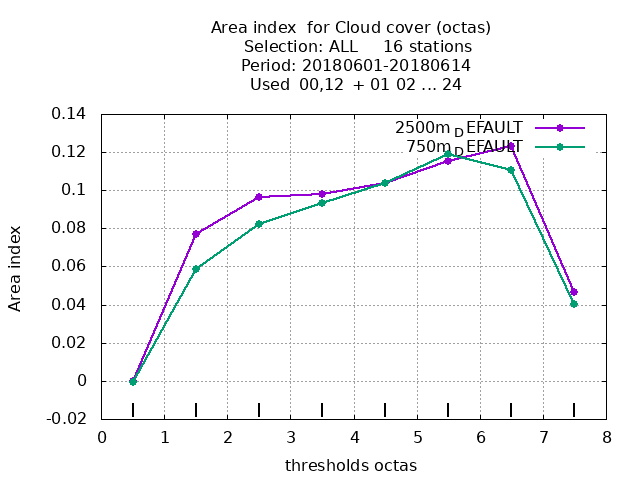 Area index  for Cloud cover (octas)
Selection: ALL     16 stations
Period: 20180601-20180614
Used  00,12  + 01 02 ... 24
2500m_DEFAULT
750m_DEFAULT
0.14
0.12
0.1
0.08
0.06
0.04
0.02
0
-0.02
Area index
0 1 2 3 4 5 6 7 8
thresholds octas